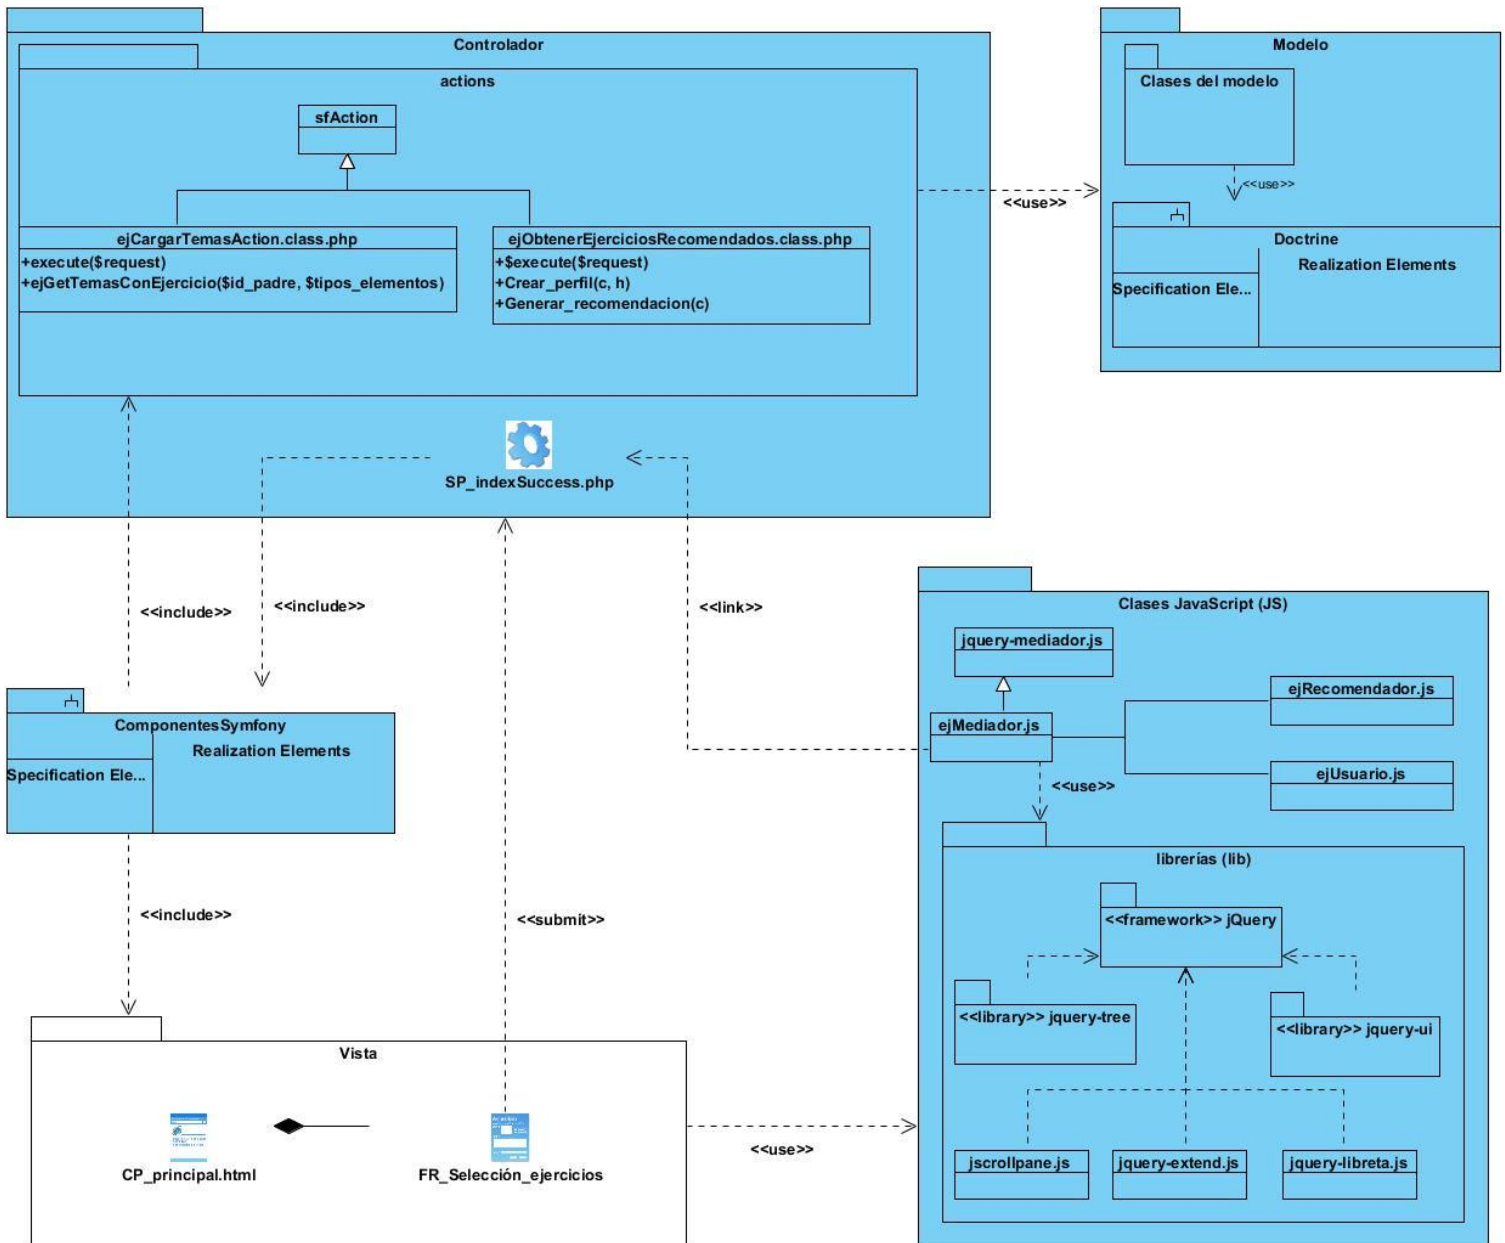 Controlador
actions
sfAction
ejCargarTemasAction.class.php
+execute($request)
+ejGetTemasConEjercicio($id_padre, $tipos_elementos)
ejObtenerEjerciciosRecomendados.class.php
+$execute($request)
+Crear_perfil(c, h)
+Generar_recomendacion(c)
SP_indexSuccess.php
<<use>>
Modelo
Clases del modelo
<<use>>
Doctrine
Realization Elements
Specification Ele...
<<include>>
<<include>>
<<link>>
ComponentesSymfony
Realization Elements
Specification Ele...
<<include>>
<<submit>>
Clases JavaScript (JS)
jquery-mediador.js
ejMediador.js
ejRecomendador.js
ejUsuario.js
<<use>>
librerías (lib)
<<framework>> jQuery
<<library>> jquery-tree
<<library>> jquery-ui
jscrollpane.js
jquery-extend.js
jquery-libreta.js
Vista
CP_principal.html
FR_Selección_ejercicios
<<use>>